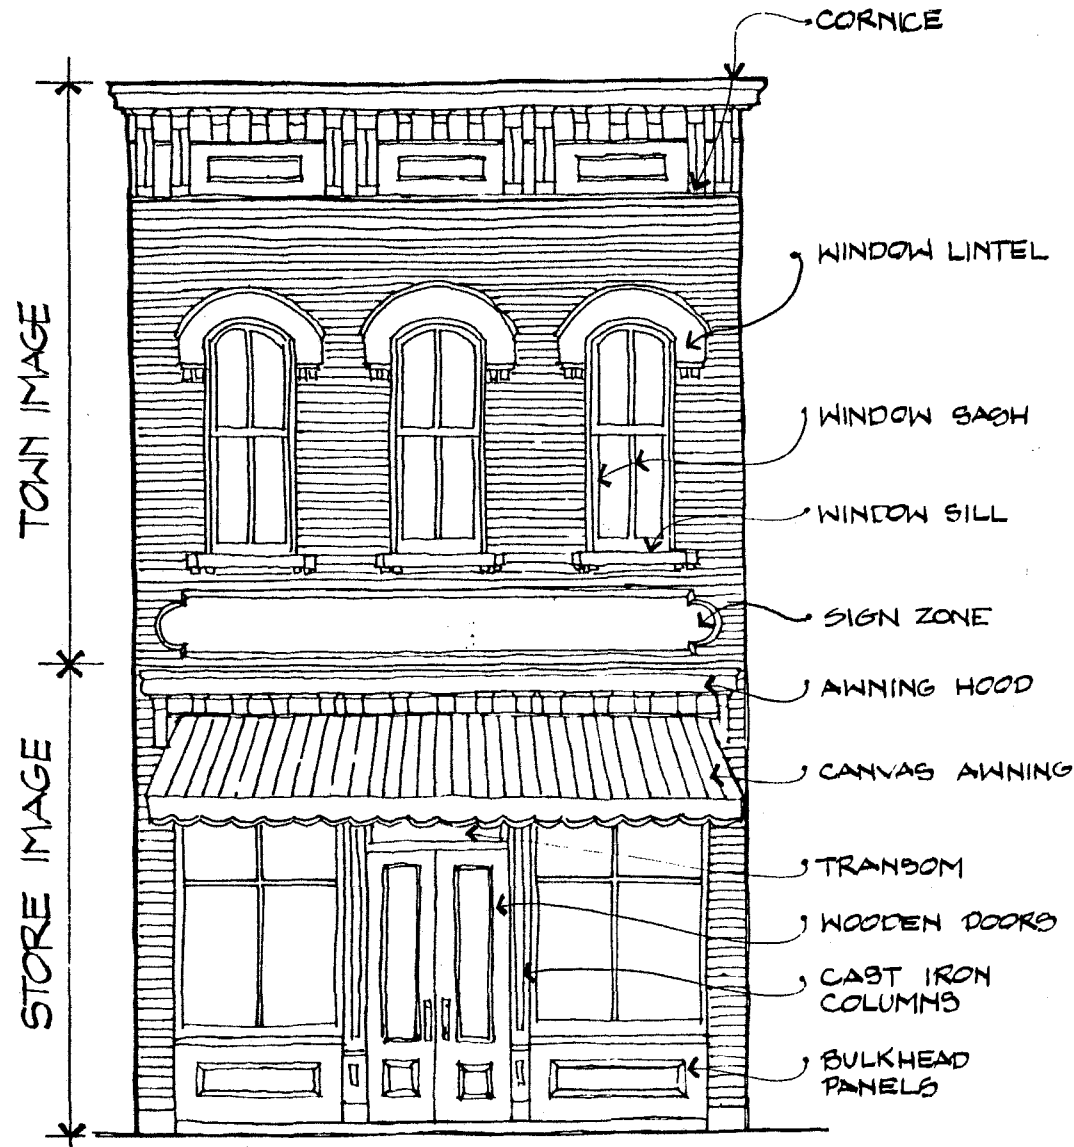 CORNICE
WINDOW LINTEL
WINDOW SASH
WINDOW SILL
SIGN ZONE
AWNING HOOD
CANVAS AWNING
TRANSOM
WOODEN DOORS
CAST IRON
COLUMNS
BULKHEAD
PANELS
TOWN IMAGE
STORE IMAGE